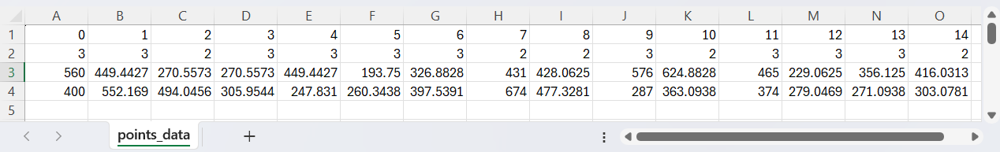 A B C D E F G H I J K L M N O
1 0 1 2 3 4 5 6 7 8 9 10 11 12 13 14
2 3 3 2 3 3 3 3 2 2 3 2 3 3 3 2
3 560 449.4427 270.5573 270.5573 449.4427 193.75 326.8828 431 428.0625 576 624.8828 465 229.0625 356.125 416.0313
4 400 552.169 494.0456 305.9544 247.831 260.3438 397.5391 674 477.3281 287 363.0938 374 279.0469 271.0938 303.0781
5
points_data +